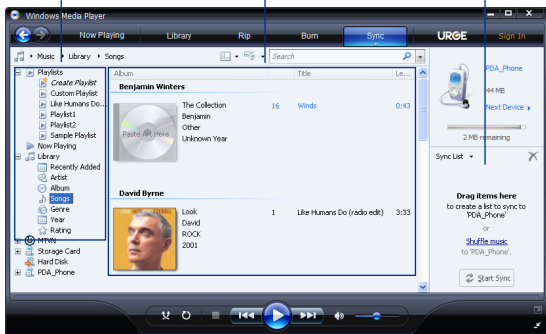 Windows Media Player
Now Playing Library Rip Burn Sync URGE Sign In
Music Library Songs Search
Playlists
Create Playlist
Custom Playlist
Like Humans Do...
Playlist1
Playlist2
Sample Playlist
Now Playing
Library
Recently Added
Artist
Album
Songs
Genre
Year
Rating
MTVN
Storage Card
Hard Disk
PDA_Phone
Album Title Le...
Benjamin Winters
Paste Art Here
The Collection 16 Winds 0:43
Benjamin
Other
Unknown Year
David Byrne
Look 1 Like Humans Do (radio edit) 3:33
David
ROCK
2001
PDA_Phone
44 MB
Next Device
2 MB remaining
Sync List
Drag items here
to create a list to sync to
'PDA_Phone'
or
Shuffle music
to 'PDA_Phone'.
Start Sync